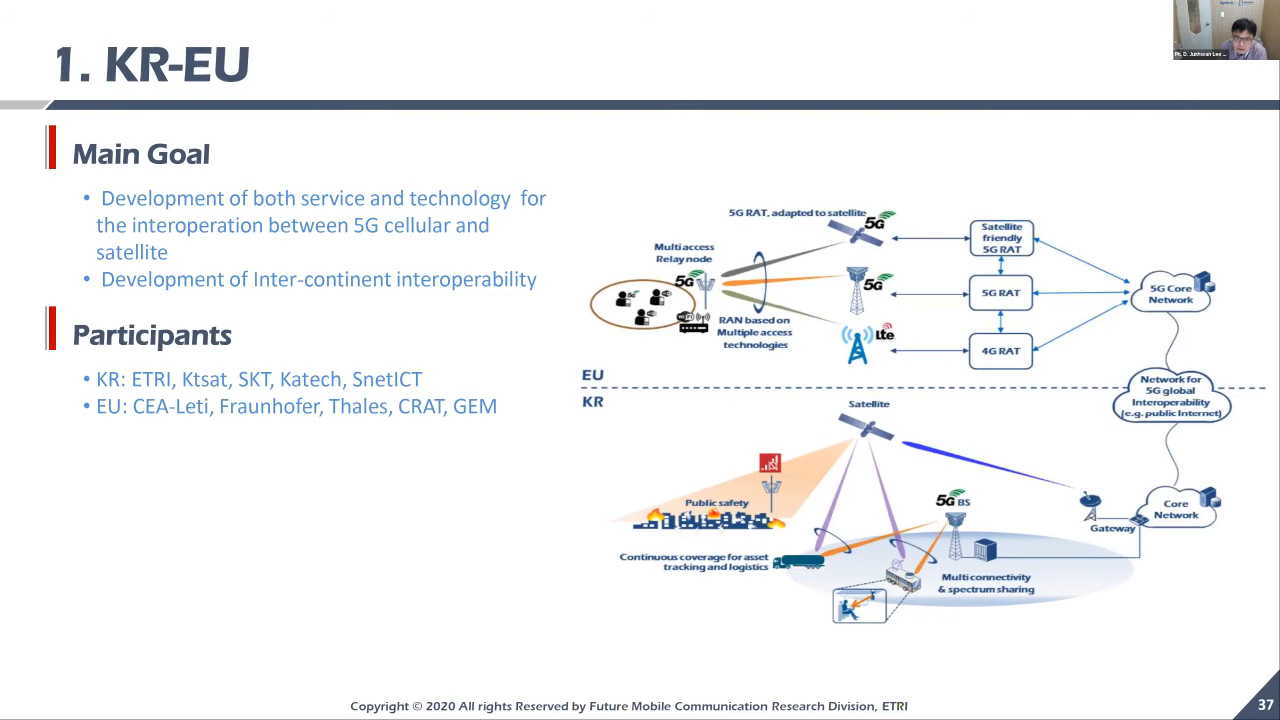 1. KR-EU
Ph. D. Junhwan Lee ...
Main Goal
• Development of both service and technology for
the interoperation between 5G cellular and
satellite
• Development of Inter-continent interoperability
Participants
• KR: ETRI, Ktsat, SKT, Katech, SnetICT
• EU: CEA-Leti, Fraunhofer, Thales, CRAT, GEM
5G RAT, adapted to satellite
5G
Multi access
Relay node
5G
5G
5G
RAN based on
Multiple access
technologies
Lte
Satellite
friendly
5G RAT
5G RAT
4G RAT
5G Core
Network
EU
KR
Network for
5G global
Interoperability
(e.g. public Internet)
Satellite
Public safety
5G BS
Core
Network
Gateway
Continuous coverage for asset
tracking and logistics
Multi connectivity
& spectrum sharing
Copyright © 2020 All rights Reserved by Future Mobile Communication Research Division, ETRI
37